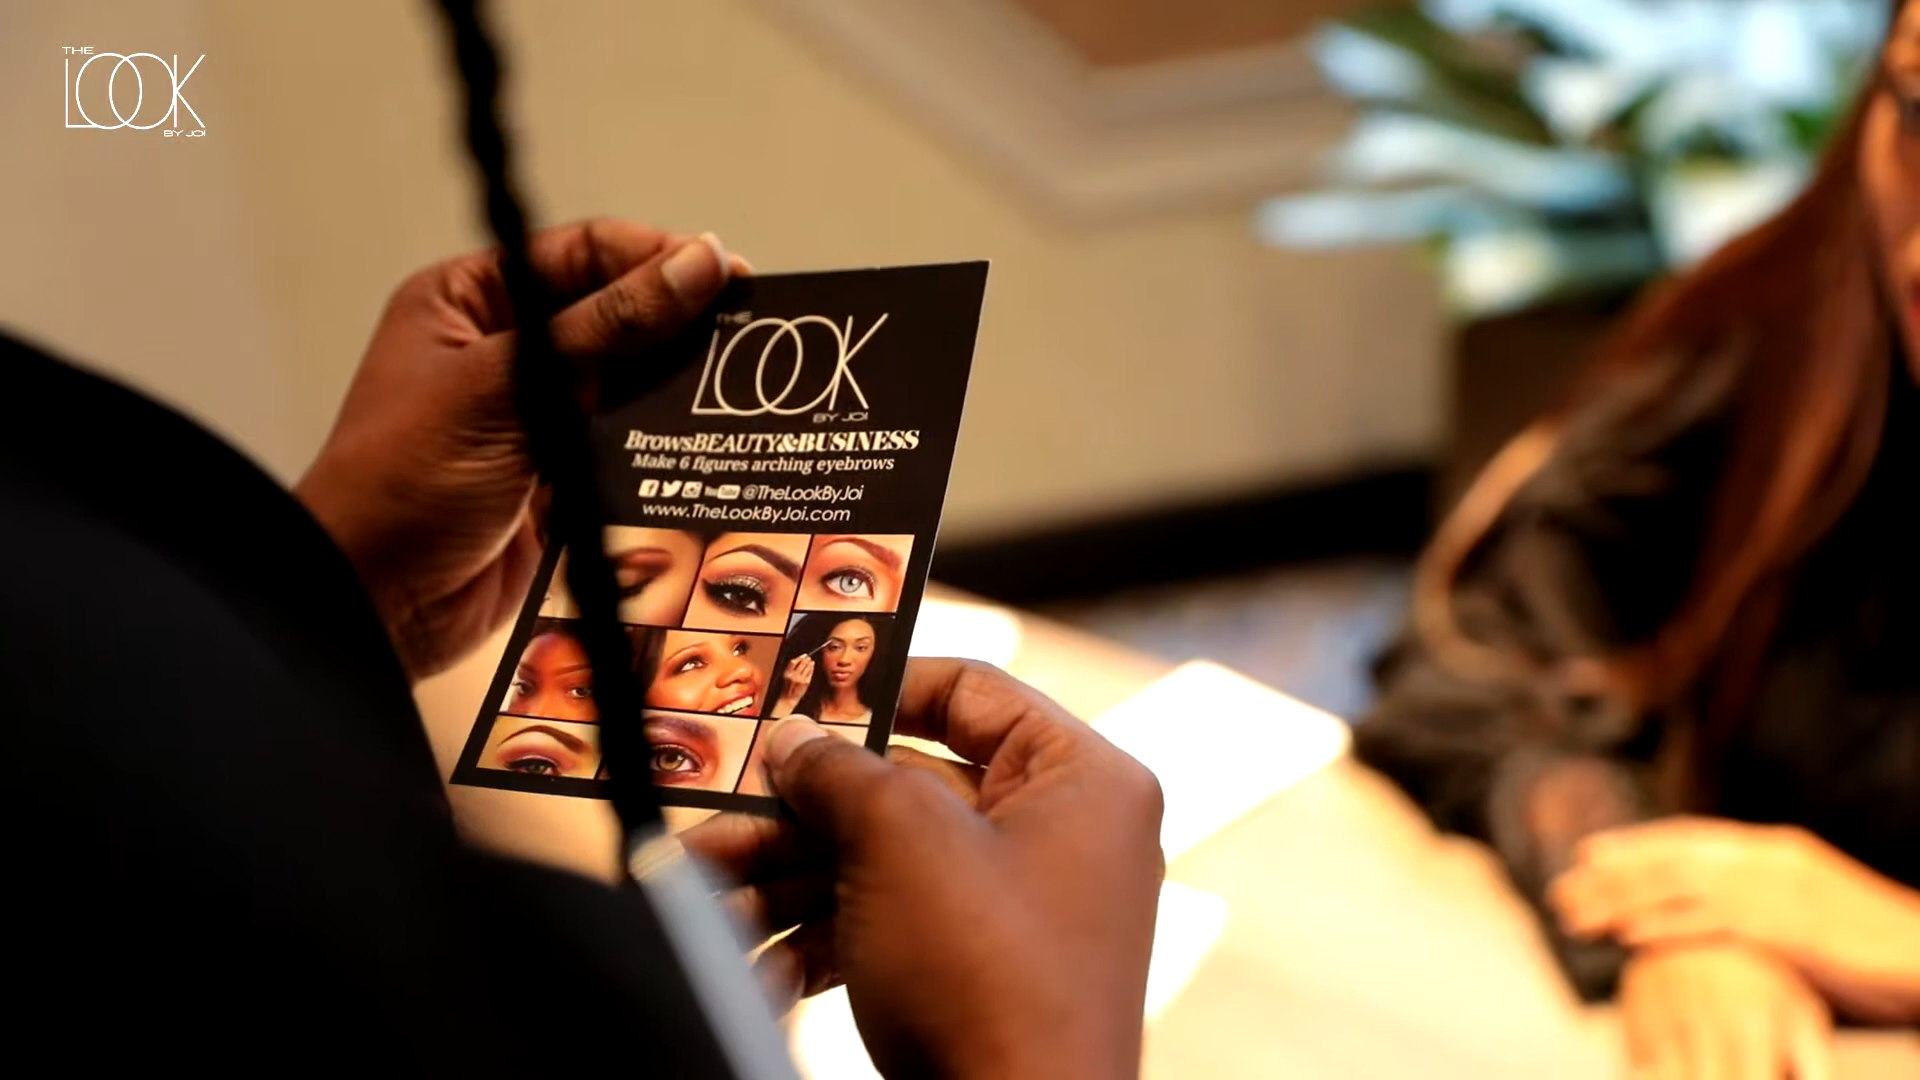 THE
LOOK
BY JOI
THE
LOOK
BY JOI
BrowsBEAUTY&BUSINESS
Make 6 figures arching eyebrows
YouTube @TheLookByJoi
www.TheLookByJoi.com